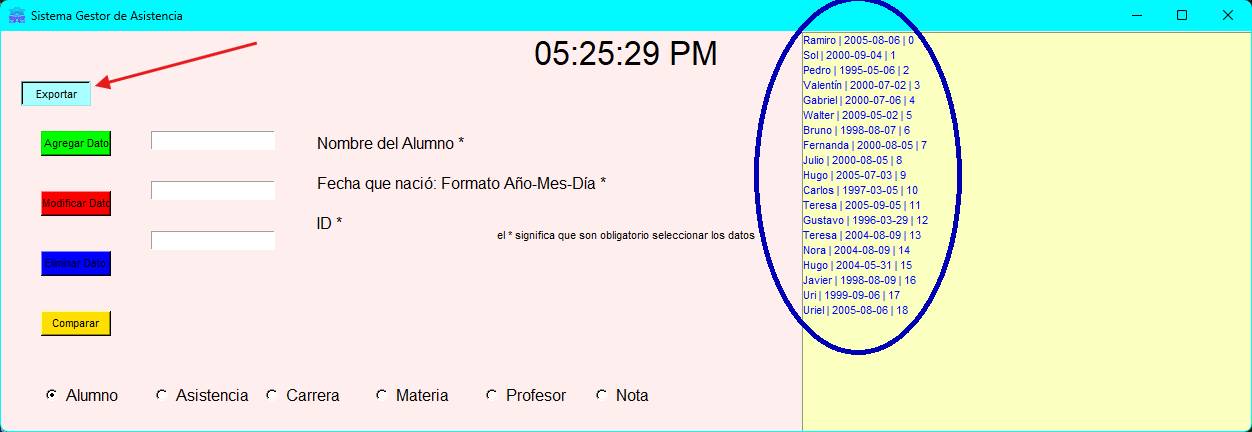 Sistema Gestor de Asistencia
05:25:29 PM
Exportar
Agregar Dato
Modificar Dato
Eliminar Dato
Comparar
Nombre del Alumno *
Fecha que nació: Formato Año-Mes-Día *
ID *
el * significa que son obligatorio seleccionar los datos
Alumno
Asistencia
Carrera
Materia
Profesor
Nota
Ramiro | 2005-08-06 | 0
Sol | 2000-09-04 | 1
Pedro | 1995-05-06 | 2
Valentín | 2000-07-02 | 3
Gabriel | 2000-07-06 | 4
Walter | 2009-05-02 | 5
Bruno | 1998-08-07 | 6
Fernanda | 2000-08-05 | 7
Julio | 2000-08-05 | 8
Hugo | 2005-07-03 | 9
Carlos | 1997-03-05 | 10
Teresa | 2005-09-05 | 11
Gustavo | 1996-03-29 | 12
Teresa | 2004-08-09 | 13
Nora | 2004-08-09 | 14
Hugo | 2004-05-31 | 15
Javier | 1998-08-09 | 16
Uri | 1999-09-06 | 17
Uriel | 2005-08-06 | 18